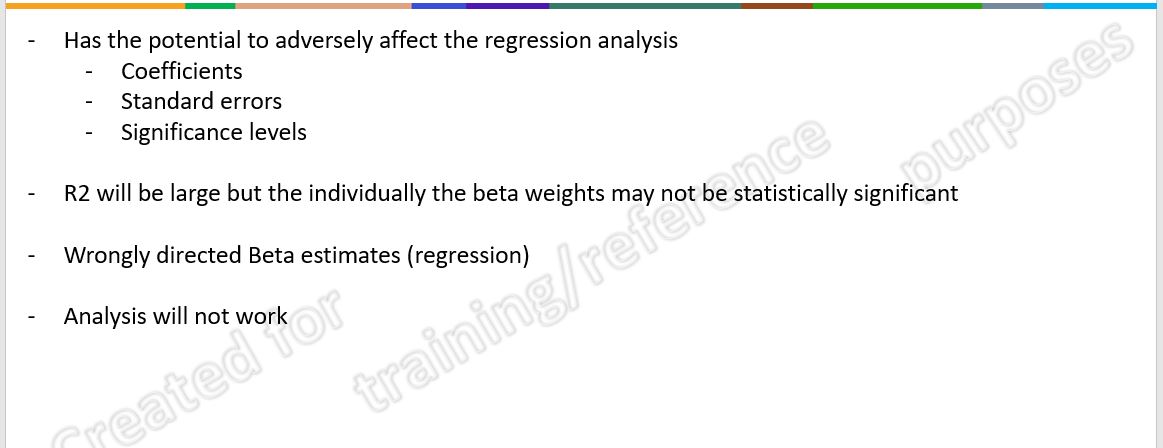 - Has the potential to adversely affect the regression analysis
- Coefficients
- Standard errors
- Significance levels
- R2 will be large but the individually the beta weights may not be statistically significant
- Wrongly directed Beta estimates (regression)
- Analysis will not work
Created for training/reference purposes